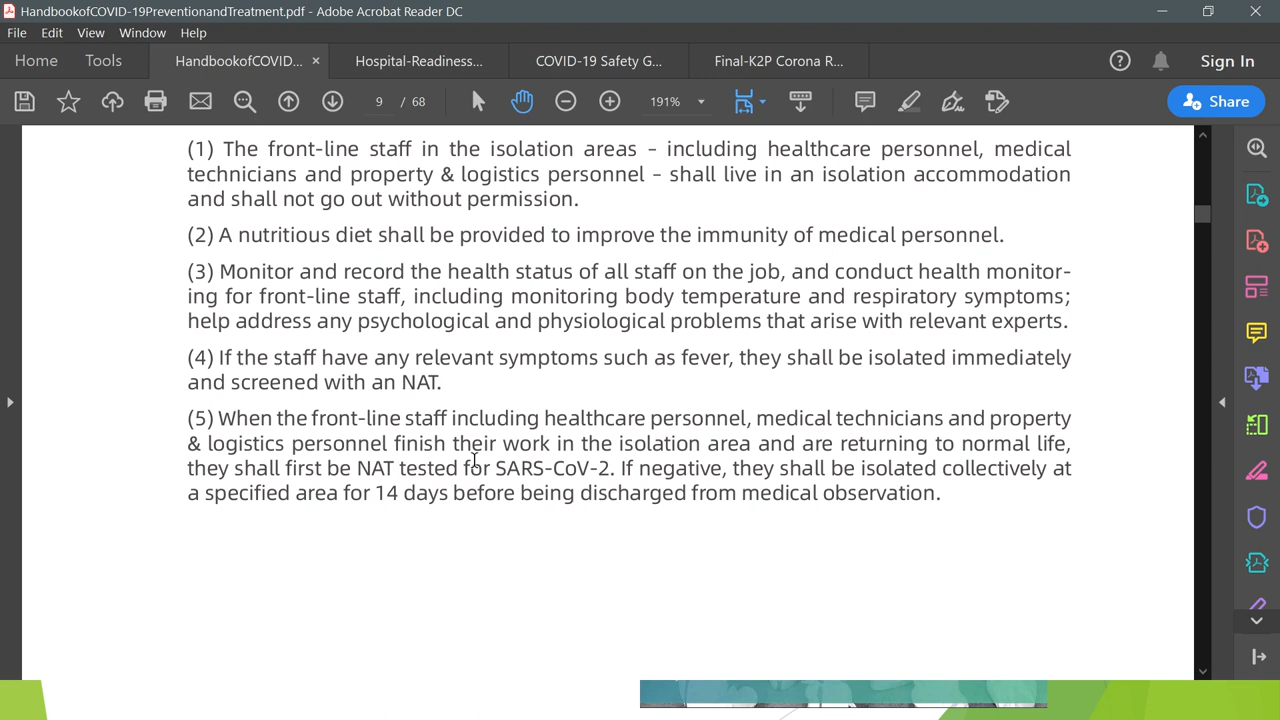 HandbookofCOVID-19PreventionandTreatment.pdf - Adobe Acrobat Reader DC
File Edit View Window Help
Home Tools HandbookofCOVID... × Hospital-Readiness... COVID-19 Safety G... Final-K2P Corona R... Sign In
9 / 68 191% Share
(1) The front-line staff in the isolation areas – including healthcare personnel, medical
technicians and property & logistics personnel – shall live in an isolation accommodation
and shall not go out without permission.
(2) A nutritious diet shall be provided to improve the immunity of medical personnel.
(3) Monitor and record the health status of all staff on the job, and conduct health monitor-
ing for front-line staff, including monitoring body temperature and respiratory symptoms;
help address any psychological and physiological problems that arise with relevant experts.
(4) If the staff have any relevant symptoms such as fever, they shall be isolated immediately
and screened with an NAT.
(5) When the front-line staff including healthcare personnel, medical technicians and property
& logistics personnel finish their work in the isolation area and are returning to normal life,
they shall first be NAT tested for SARS-CoV-2. If negative, they shall be isolated collectively at
a specified area for 14 days before being discharged from medical observation.